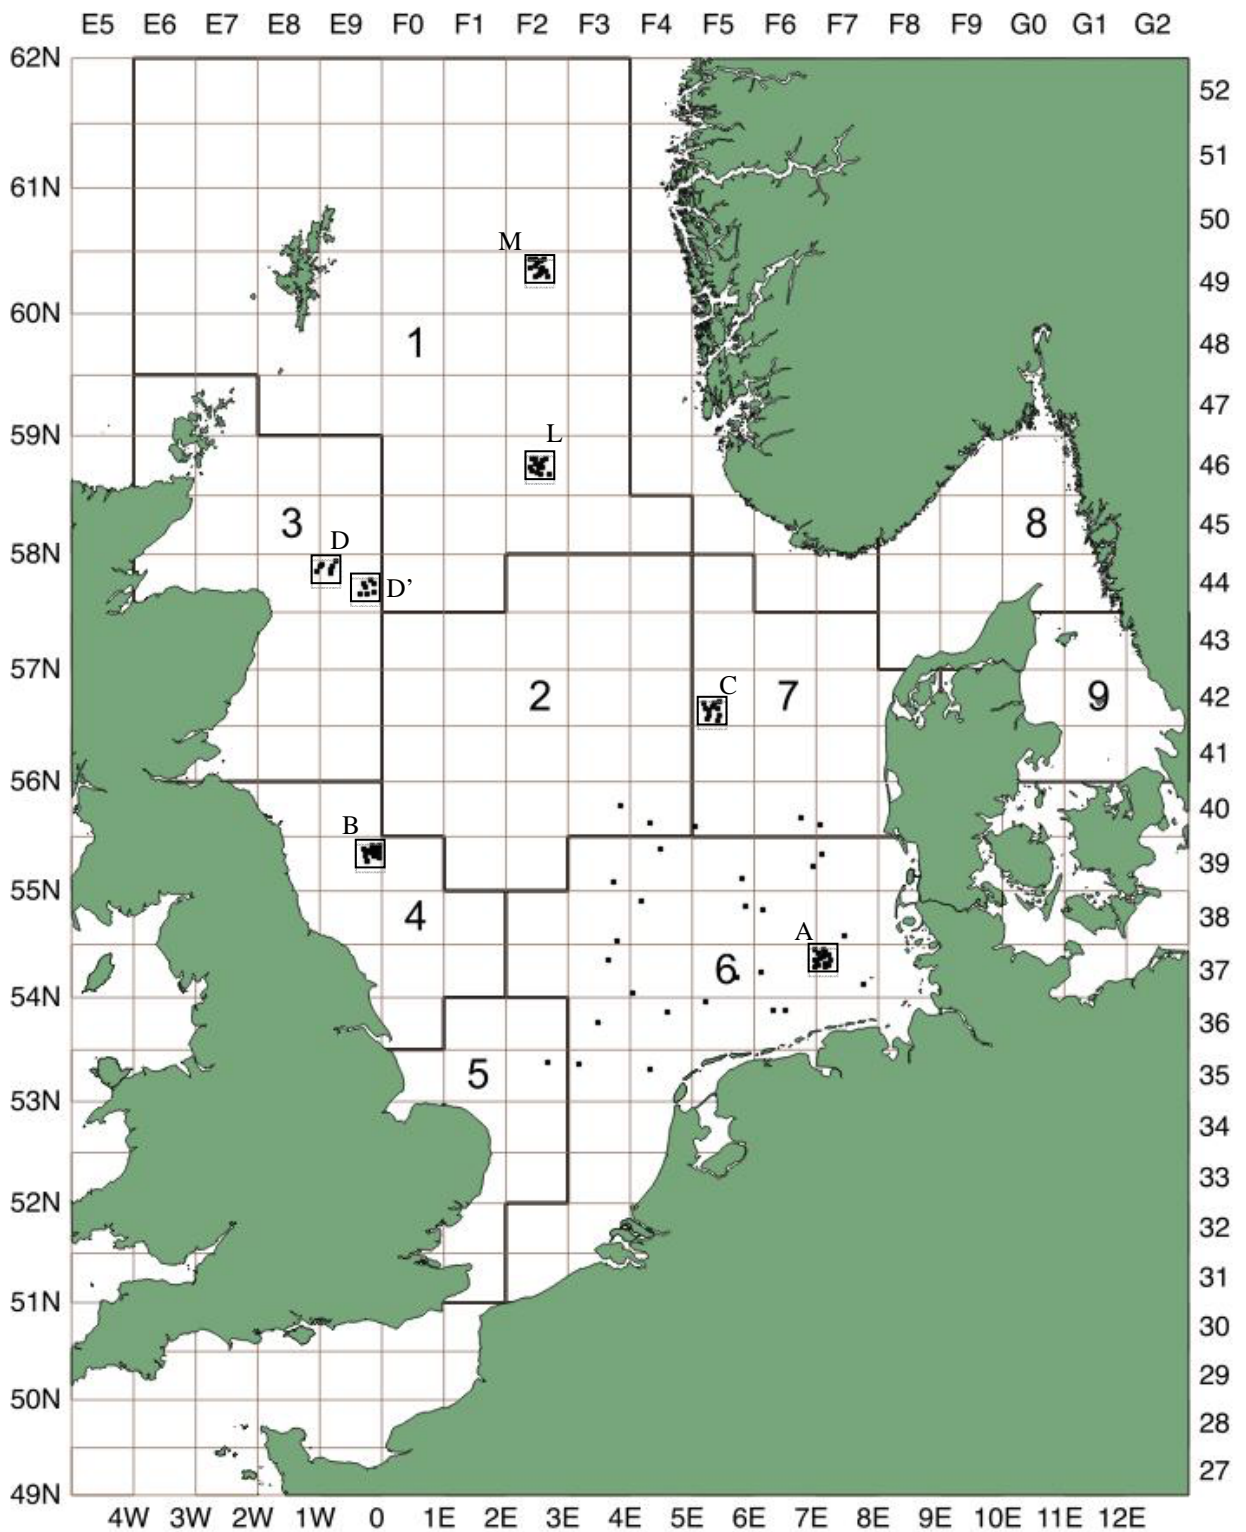 E5 E6 E7 E8 E9 F0 F1 F2 F3 F4 F5 F6 F7 F8 F9 G0 G1 G2
62N
52
51
61N
50
M
49
60N
1
48
47
59N
L
46
3
8
45
D
58N
D’
44
43
57N
C
2
7
9
42
41
56N
40
B
39
55N
4
38
A
6
37
54N
36
5
35
53N
34
33
52N
32
31
51N
30
29
50N
28
27
49N
4W 3W 2W 1W 0 1E 2E 3E 4E 5E 6E 7E 8E 9E 10E 11E 12E